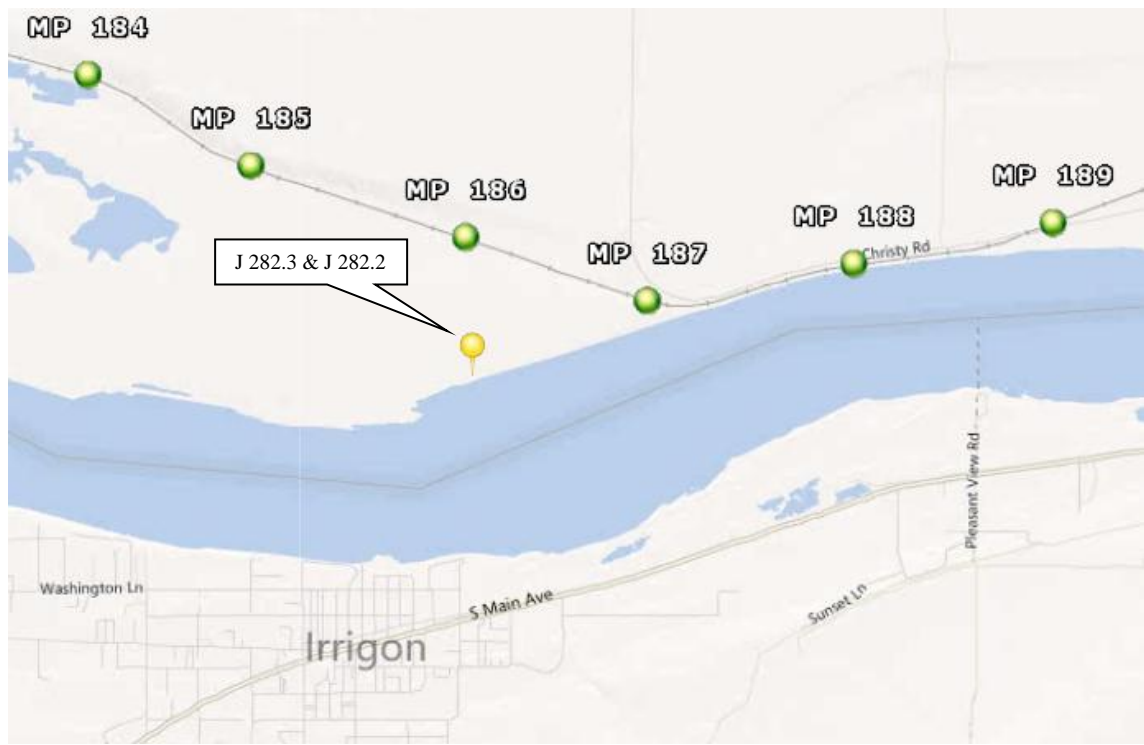 MP 184
MP 185
MP 186
MP 189
MP 188
J 282.3 & J 282.2
MP 187
Christy Rd
Pleasant View Rd
Washington Ln
S Main Ave
Sunset Ln
Irrigon